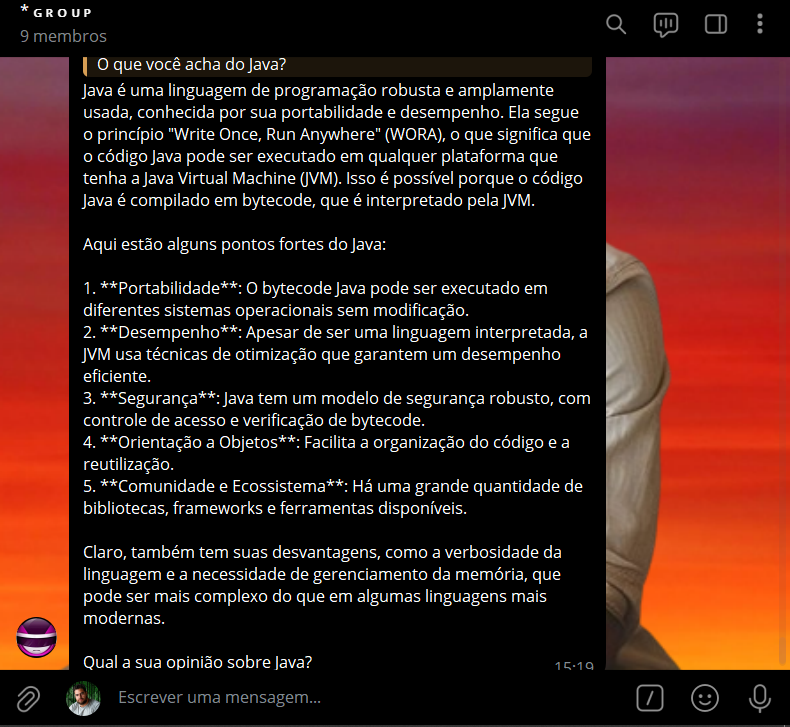 * GROUP
9 membros
O que você acha do Java?
Java é uma linguagem de programação robusta e amplamente
usada, conhecida por sua portabilidade e desempenho. Ela segue
o princípio "Write Once, Run Anywhere" (WORA), o que significa que
o código Java pode ser executado em qualquer plataforma que
tenha a Java Virtual Machine (JVM). Isso é possível porque o código
Java é compilado em bytecode, que é interpretado pela JVM.
Aqui estão alguns pontos fortes do Java:
1. **Portabilidade**: O bytecode Java pode ser executado em
diferentes sistemas operacionais sem modificação.
2. **Desempenho**: Apesar de ser uma linguagem interpretada, a
JVM usa técnicas de otimização que garantem um desempenho
eficiente.
3. **Segurança**: Java tem um modelo de segurança robusto, com
controle de acesso e verificação de bytecode.
4. **Orientação a Objetos**: Facilita a organização do código e a
reutilização.
5. **Comunidade e Ecossistema**: Há uma grande quantidade de
bibliotecas, frameworks e ferramentas disponíveis.
Claro, também tem suas desvantagens, como a verbosidade da
linguagem e a necessidade de gerenciamento da memória, que
pode ser mais complexo do que em algumas linguagens mais
modernas.
Qual a sua opinião sobre Java?
15:19
Escrever uma mensagem...